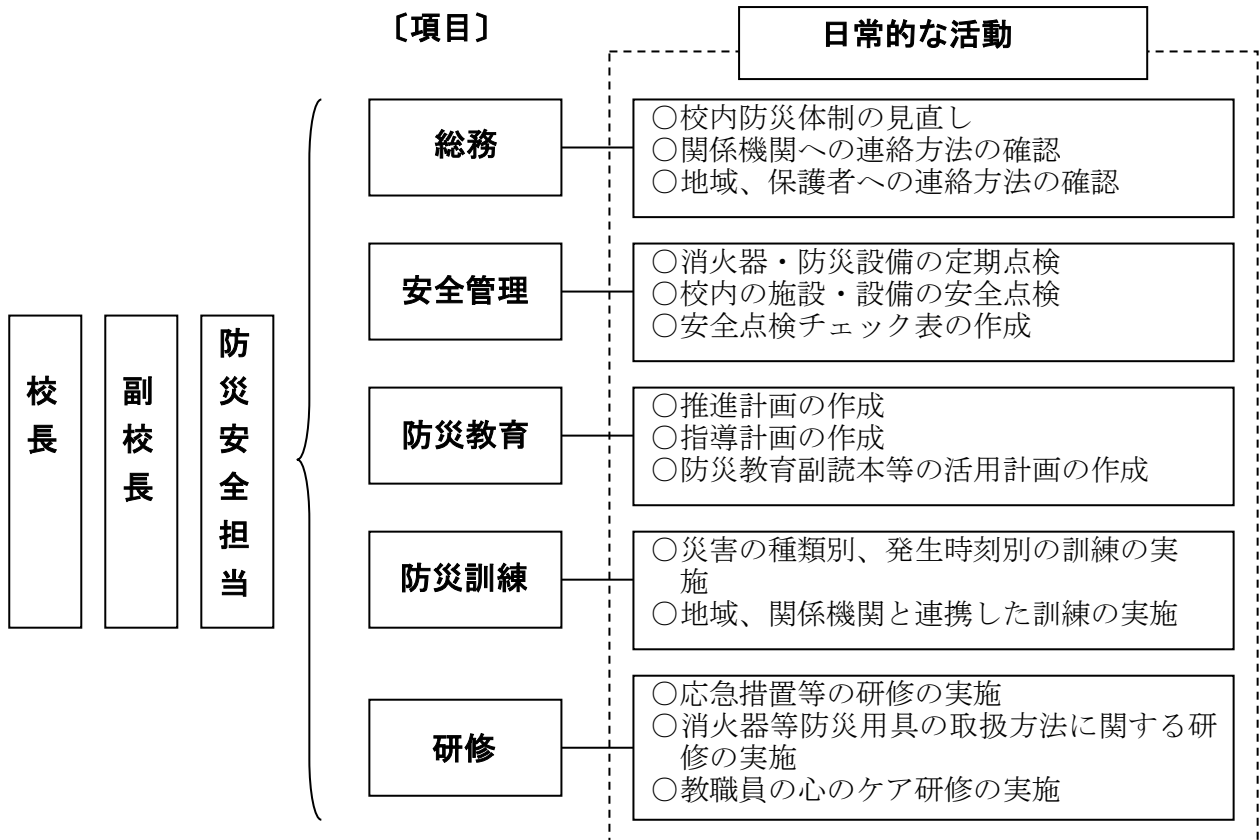 〔項目〕
日常的な活動
校長
副校長
防災安全担当
総務
○校内防災体制の見直し
○関係機関への連絡方法の確認
○地域、保護者への連絡方法の確認
安全管理
○消火器・防災設備の定期点検
○校内の施設・設備の安全点検
○安全点検チェック表の作成
防災教育
○推進計画の作成
○指導計画の作成
○防災教育副読本等の活用計画の作成
防災訓練
○災害の種類別、発生時刻別の訓練の実
施
○地域、関係機関と連携した訓練の実施
研修
○応急措置等の研修の実施
○消火器等防災用具の取扱方法に関する研
修の実施
○教職員の心のケア研修の実施